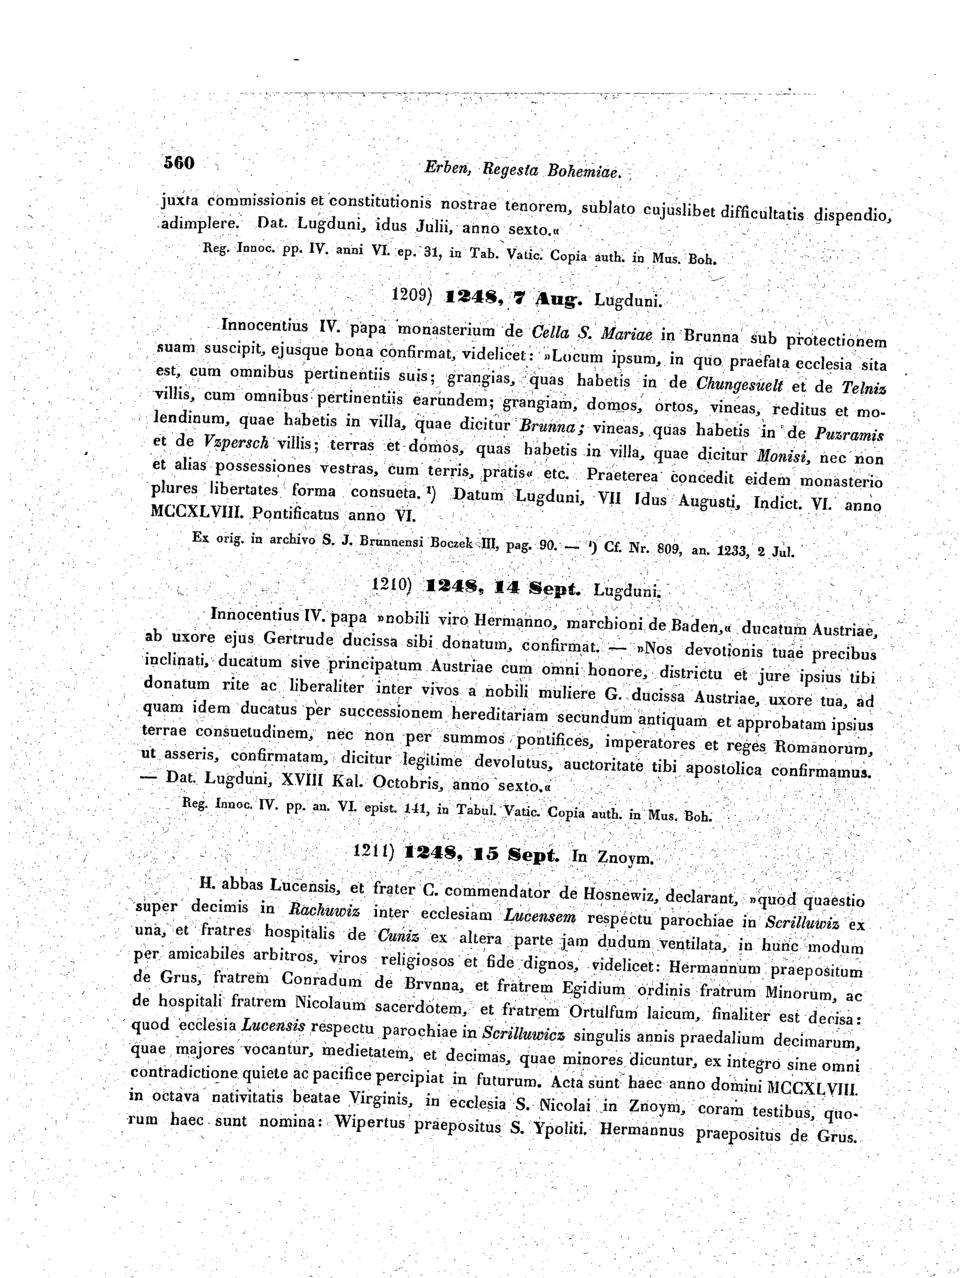 560
Erben, Regesta Bohemiae.
juxta commissionis et constitutionis nostrae tenorem, sublato cujuslibet difficultatis dispendio,
adimplere. Dat. Lugduni, idus Julii, anno sexto.«
Reg. Innoc. pp. IV. anni VI. ep. 31, in Tab. Vatic. Copia auth. in Mus. Boh.
1209) 1248, 7 Aug. Lugduni.
Innocentius IV. papa monasterium de Cella S. Mariae in Brunna sub protectionem
suam suscipit, ejusque bona confirmat, videlicet: »Locum ipsum, in quo praefata ecclesia sita
est, cum omnibus pertinentiis suis; grangias, quas habetis in de Chungesuelt et de Telniz
villis, cum omnibus pertinentiis earundem; grangiam, domos, ortos, vineas, reditus et mo-
lendinum, quae habetis in villa, quae dicitur Brunna; vineas, quas habetis in de Puzramis
et de Vzpersch villis; terras et domos, quas habetis in villa, quae dicitur Monisi, nec non
et alias possessiones vestras, cum terris, pratis« etc. Praeterea concedit eidem monasterio
plures libertates forma consueta. ¹) Datum Lugduni, VII Idus Augusti, Indict. VI. anno
MCCXLVIII. Pontificatus anno VI.
Ex orig. in archivo S. J. Brunnensi Boczek III, pag. 90. — ¹) Cf. Nr. 809, an. 1233, 2 Jul.
1210) 1248, 14 Sept. Lugduni.
Innocentius IV. papa »nobili viro Hermanno, marchioni de Baden,« ducatum Austriae,
ab uxore ejus Gertrude ducissa sibi donatum, confirmat. — »Nos devotionis tuae precibus
inclinati, ducatum sive principatum Austriae cum omni honore, districtu et jure ipsius tibi
donatum rite ac liberaliter inter vivos a nobili muliere G. ducissa Austriae, uxore tua, ad
quam idem ducatus per successionem hereditariam secundum antiquam et approbatam ipsius
terrae consuetudinem, nec non per summos pontifices, imperatores et reges Romanorum,
ut asseris, confirmatam, dicitur legitime devolutus, auctoritate tibi apostolica confirmamus.
— Dat. Lugduni, XVIII Kal. Octobris, anno sexto.«
Reg. Innoc. IV. pp. an. VI. epist. 141, in Tabul. Vatic. Copia auth. in Mus. Boh.
1211) 1248, 15 Sept. In Znoym.
H. abbas Lucensis, et frater C. commendator de Hosnewiz, declarant, »quod quaestio
super decimis in Rachuwiz inter ecclesiam Lucensem respectu parochiae in Scrilluwiz ex
una, et fratres hospitalis de Cuniz ex altera parte jam dudum ventilata, in hunc modum
per amicabiles arbitros, viros religiosos et fide dignos, videlicet: Hermannum praepositum
de Grus, fratrem Conradum de Brvnna, et fratrem Egidium ordinis fratrum Minorum, ac
de hospitali fratrem Nicolaum sacerdotem, et fratrem Ortulfum laicum, finaliter est decisa:
quod ecclesia Lucensis respectu parochiae in Scrilluwicz singulis annis praedalium decimarum,
quae majores vocantur, medietatem, et decimas, quae minores dicuntur, ex integro sine omni
contradictione quiete ac pacifice percipiat in futurum. Acta sunt haec anno domini MCCXLVIII.
in octava nativitatis beatae Virginis, in ecclesia S. Nicolai in Znoym, coram testibus, quo-
rum haec sunt nomina: Wipertus praepositus S. Ypoliti. Hermannus praepositus de Grus.